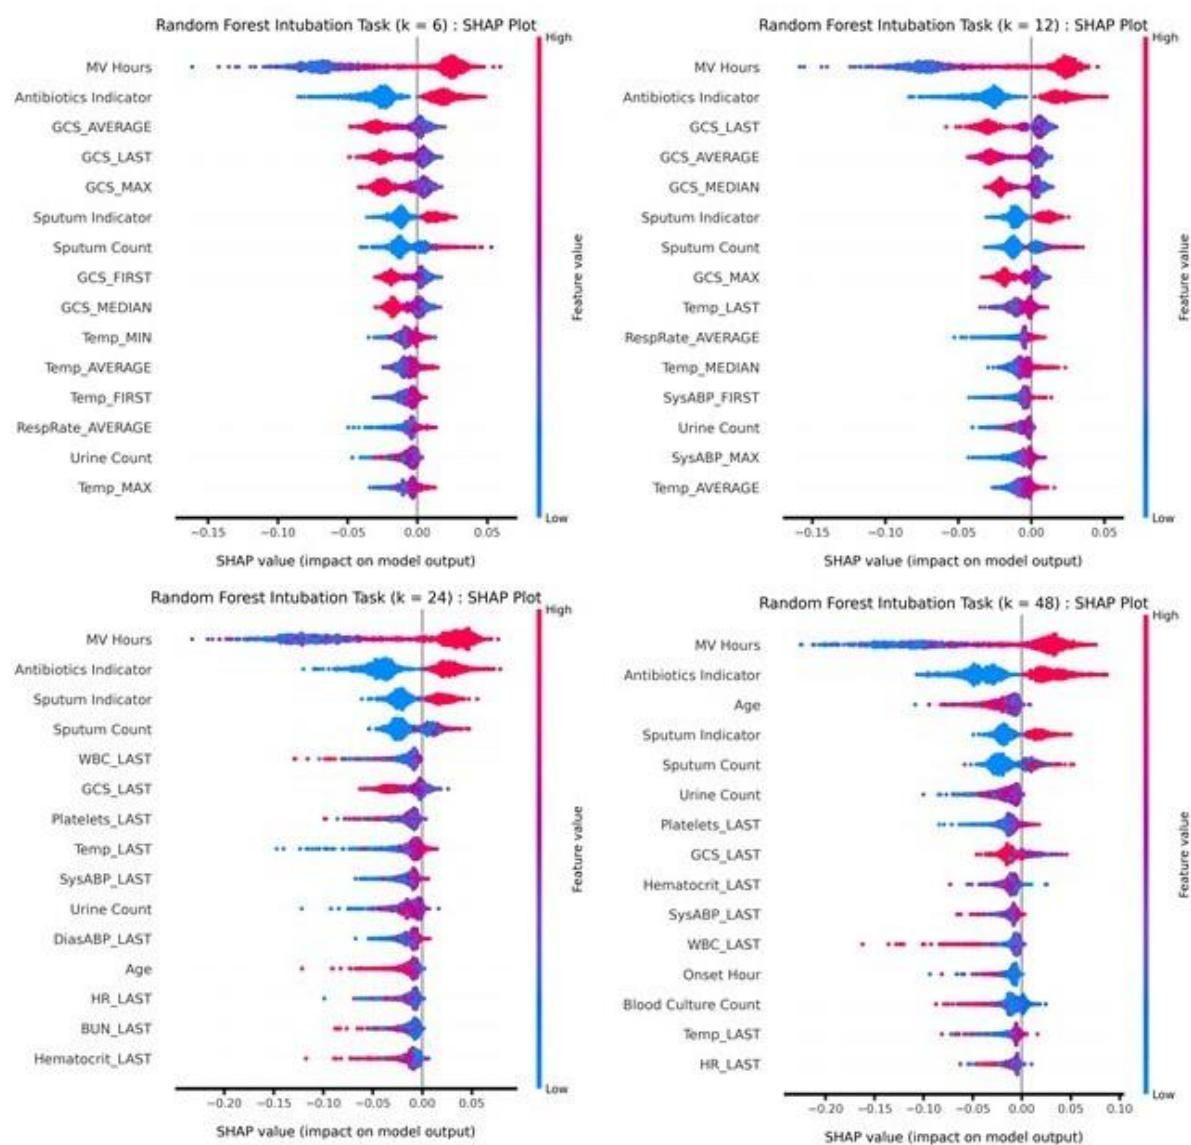 Random Forest Intubation Task (k = 6) : SHAP Plot
High
MV Hours
Antibiotics Indicator
GCS_AVERAGE
GCS_LAST
GCS_MAX
Sputum Indicator
Sputum Count
GCS_FIRST
GCS_MEDIAN
Temp_MIN
Temp_AVERAGE
Temp_FIRST
RespRate_AVERAGE
Urine Count
Temp_MAX
Feature value
Low
−0.15 −0.10 −0.05 0.00 0.05
SHAP value (impact on model output)
Random Forest Intubation Task (k = 12) : SHAP Plot
High
MV Hours
Antibiotics Indicator
GCS_LAST
GCS_AVERAGE
GCS_MEDIAN
Sputum Indicator
Sputum Count
GCS_MAX
Temp_LAST
RespRate_AVERAGE
Temp_MEDIAN
SysABP_FIRST
Urine Count
SysABP_MAX
Temp_AVERAGE
Feature value
Low
−0.15 −0.10 −0.05 0.00 0.05
SHAP value (impact on model output)
Random Forest Intubation Task (k = 24) : SHAP Plot
High
MV Hours
Antibiotics Indicator
Sputum Indicator
Sputum Count
WBC_LAST
GCS_LAST
Platelets_LAST
Temp_LAST
SysABP_LAST
Urine Count
DiasABP_LAST
Age
HR_LAST
BUN_LAST
Hematocrit_LAST
Feature value
Low
−0.20 −0.15 −0.10 −0.05 0.00 0.05
SHAP value (impact on model output)
Random Forest Intubation Task (k = 48) : SHAP Plot
High
MV Hours
Antibiotics Indicator
Age
Sputum Indicator
Sputum Count
Urine Count
Platelets_LAST
GCS_LAST
Hematocrit_LAST
SysABP_LAST
WBC_LAST
Onset Hour
Blood Culture Count
Temp_LAST
HR_LAST
Feature value
Low
−0.20 −0.15 −0.10 −0.05 0.00 0.05 0.10
SHAP value (impact on model output)